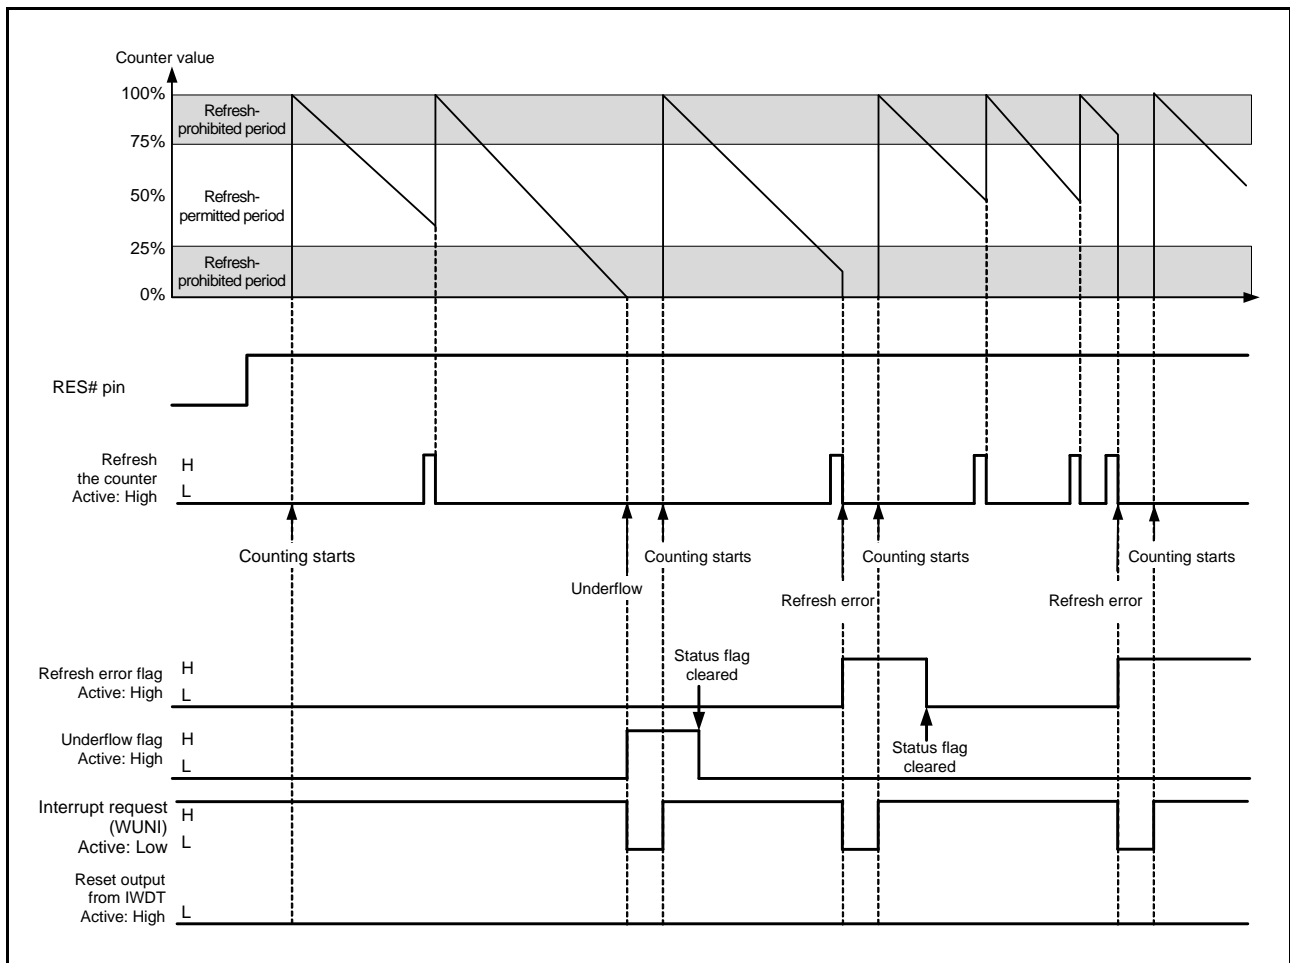 Counter value
100%
Refresh-
prohibited period
75%
50%
Refresh-
permitted period
25%
Refresh-
prohibited period
0%
RES# pin
Refresh
the counter
Active: High
H
L
Counting starts
Underflow
Counting starts
Refresh error
Counting starts
Refresh error
Counting starts
Refresh error flag
Active: High
H
L
Status flag
cleared
Status flag
cleared
Underflow flag
Active: High
H
L
Interrupt request
(WUNI)
Active: Low
H
L
Reset output
from IWDT
Active: High
L